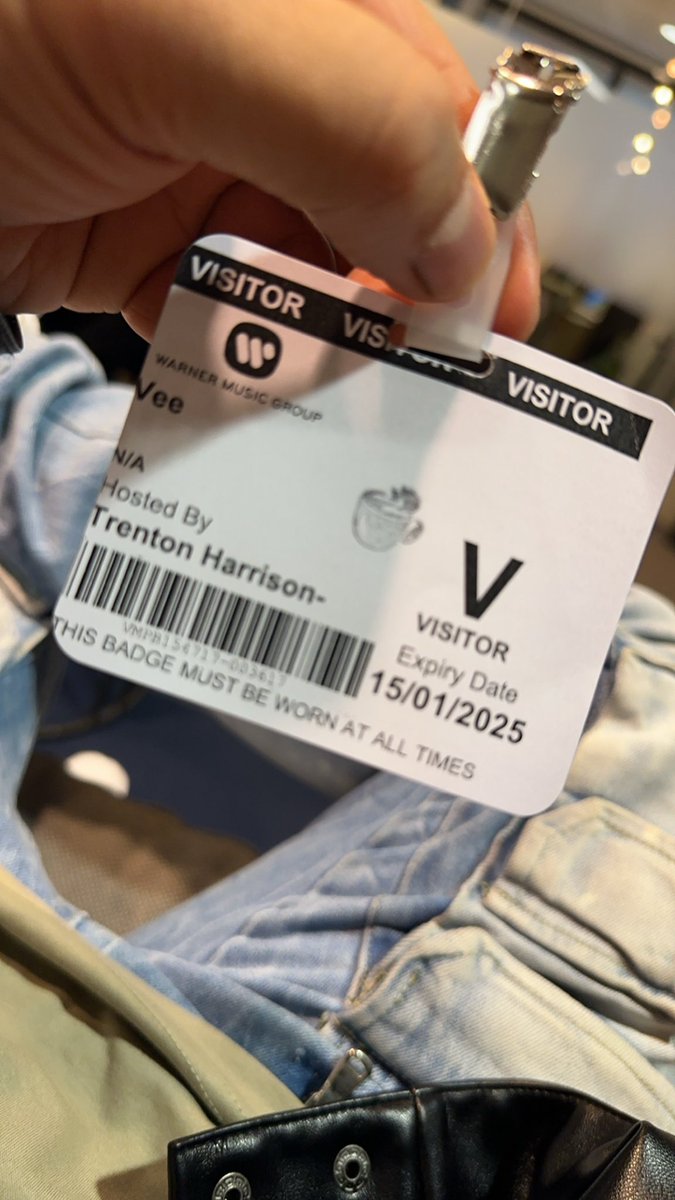 VISITOR VISITOR VISITOR
WARNER MUSIC GROUP
Vee
N/A
Hosted By
Trenton Harrison-
V
VISITOR
Expiry Date
15/01/2025
THIS BADGE MUST BE WORN AT ALL TIMES